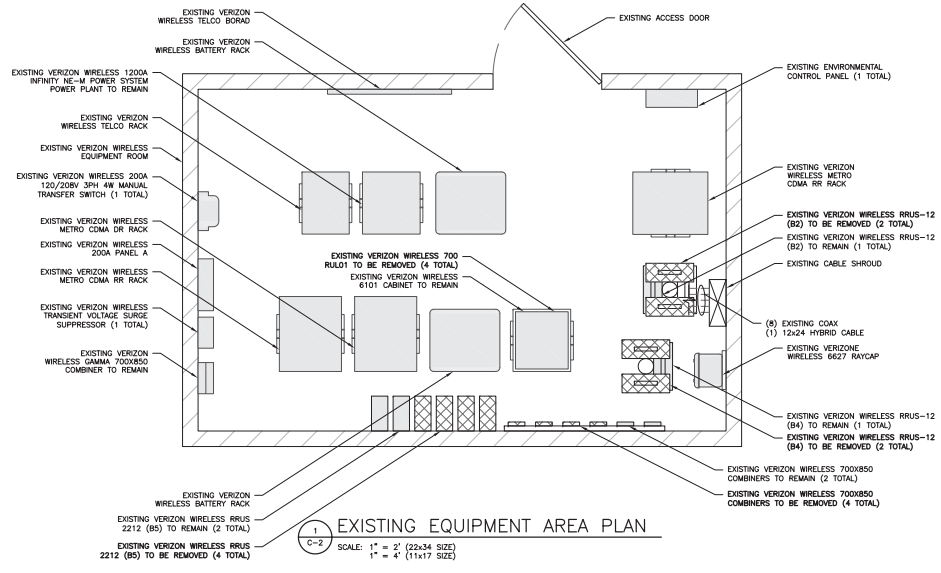 EXISTING VERIZON
WIRELESS TELCO BORAD
EXISTING VERIZON
WIRELESS BATTERY RACK
EXISTING VERIZON WIRELESS 1200A
INFINITY NE-M POWER SYSTEM
POWER PLANT TO REMAIN
EXISTING VERIZON
WIRELESS TELCO RACK
EXISTING VERIZON WIRELESS
EQUIPMENT ROOM
EXISTING VERIZON WIRELESS 200A
120/208V 3PH 4W MANUAL
TRANSFER SWITCH (1 TOTAL)
EXISTING VERIZON WIRELESS
METRO CDMA DR RACK
EXISTING VERIZON WIRELESS
200A PANEL A
EXISTING VERIZON WIRELESS
METRO CDMA RR RACK
EXISTING VERIZON WIRELESS
TRANSIENT VOLTAGE SURGE
SUPPRESSOR (1 TOTAL)
EXISTING VERIZON
WIRELESS GAMMA 700X850
COMBINER TO REMAIN
EXISTING VERIZON WIRELESS 700
RUL01 TO BE REMOVED (4 TOTAL)
EXISTING VERIZON WIRELESS
6101 CABINET TO REMAIN
EXISTING ACCESS DOOR
EXISTING ENVIRONMENTAL
CONTROL PANEL (1 TOTAL)
EXISTING VERIZON
WIRELESS METRO
CDMA RR RACK
EXISTING VERIZON WIRELESS RRUS-12
(B2) TO BE REMOVED (2 TOTAL)
EXISTING VERIZON WIRELESS RRUS-12
(B2) TO REMAIN (1 TOTAL)
EXISTING CABLE SHROUD
(8) EXISTING COAX
(1) 12x24 HYBRID CABLE
EXISTING VERIZONE
WIRELESS 6627 RAYCAP
EXISTING VERIZON WIRELESS RRUS-12
(B4) TO REMAIN (1 TOTAL)
EXISTING VERIZON WIRELESS RRUS-12
(B4) TO BE REMOVED (2 TOTAL)
EXISTING VERIZON WIRELESS 700X850
COMBINERS TO REMAIN (2 TOTAL)
EXISTING VERIZON WIRELESS 700X850
COMBINERS TO BE REMOVED (4 TOTAL)
EXISTING VERIZON
WIRELESS BATTERY RACK
EXISTING VERIZON WIRELESS RRUS
2212 (B5) TO REMAIN (2 TOTAL)
EXISTING VERIZON WIRELESS RRUS
2212 (B5) TO BE REMOVED (4 TOTAL)
1
C-2
EXISTING EQUIPMENT AREA PLAN
SCALE: 1" = 2' (22x34 SIZE)
1" = 4' (11x17 SIZE)